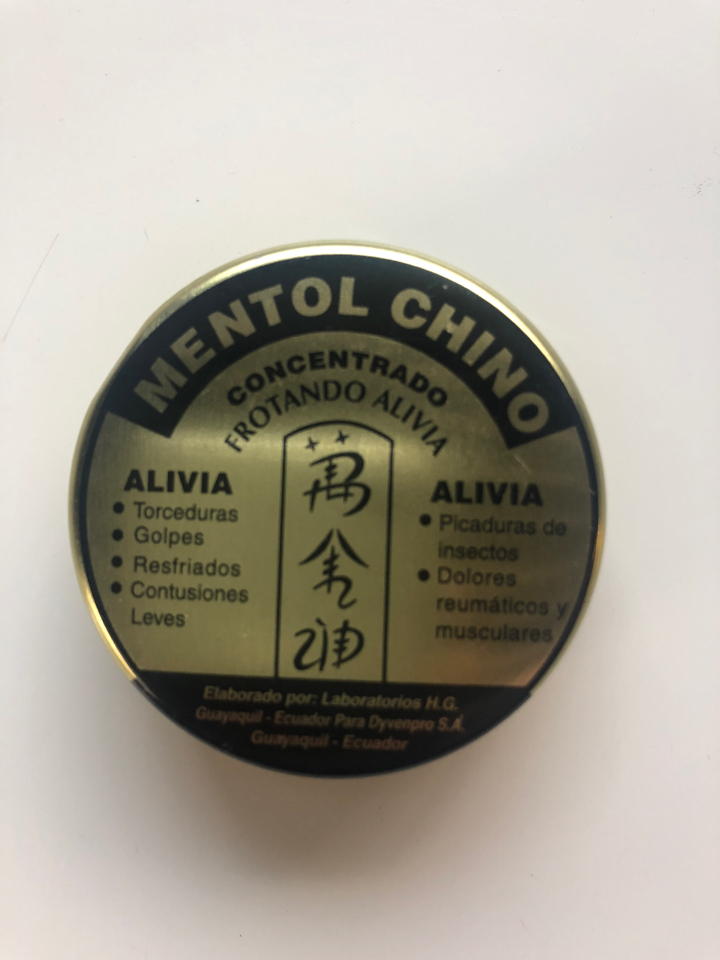 MENTOL CHINO
CONCENTRADO
FROTANDO ALIVIA
ALIVIA
• Torceduras
• Golpes
• Resfriados
• Contusiones
Leves
ALIVIA
• Picaduras de
insectos
• Dolores
reumáticos y
musculares
Elaborado por: Laboratorios H.G.
Guayaquil - Ecuador Para Dyvenpro S.A.
Guayaquil - Ecuador